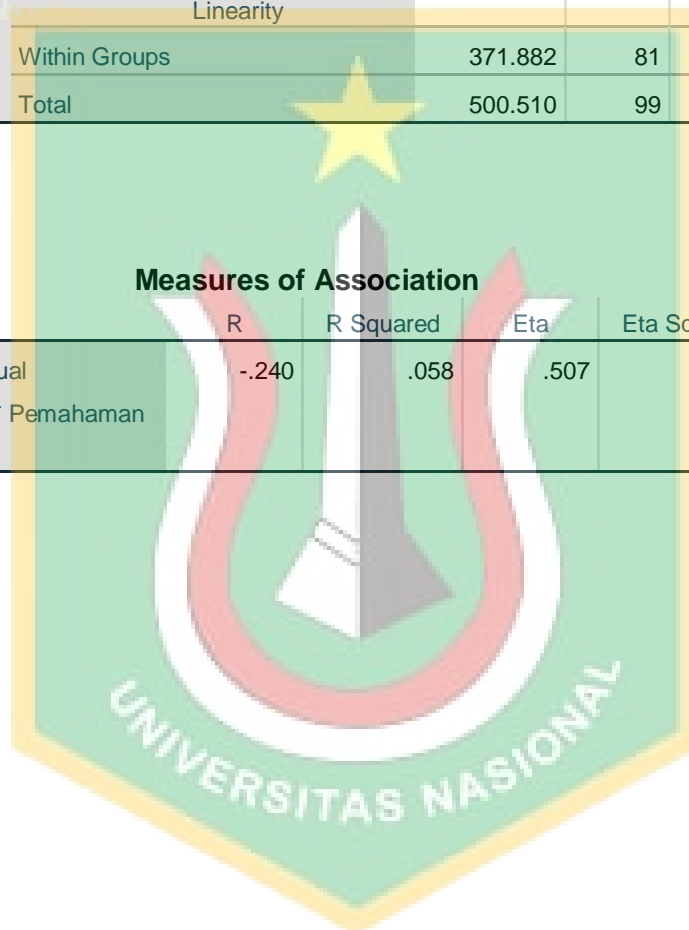 Linearity
Within Groups 371.882 81
Total 500.510 99
Measures of Association
R R Squared Eta Eta
-.240 .058 .507
Pemahaman
UNIVERSITAS NASIONAL